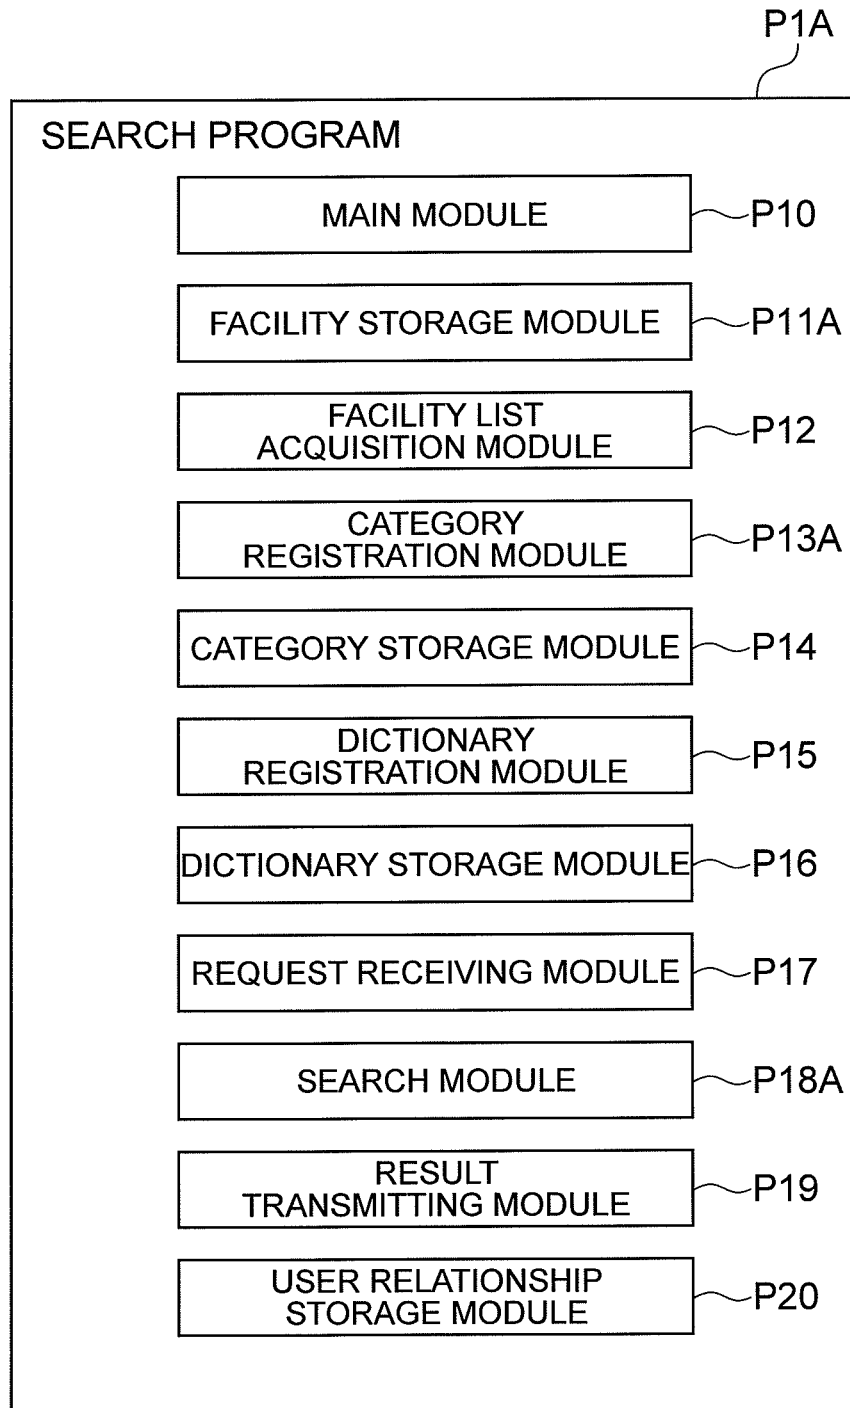 P1A
SEARCH PROGRAM
MAIN MODULE
P10
FACILITY STORAGE MODULE
P11A
FACILITY LIST
ACQUISITION MODULE
P12
CATEGORY
REGISTRATION MODULE
P13A
CATEGORY STORAGE MODULE
P14
DICTIONARY
REGISTRATION MODULE
P15
DICTIONARY STORAGE MODULE
P16
REQUEST RECEIVING MODULE
P17
SEARCH MODULE
P18A
RESULT
TRANSMITTING MODULE
P19
USER RELATIONSHIP
STORAGE MODULE
P20